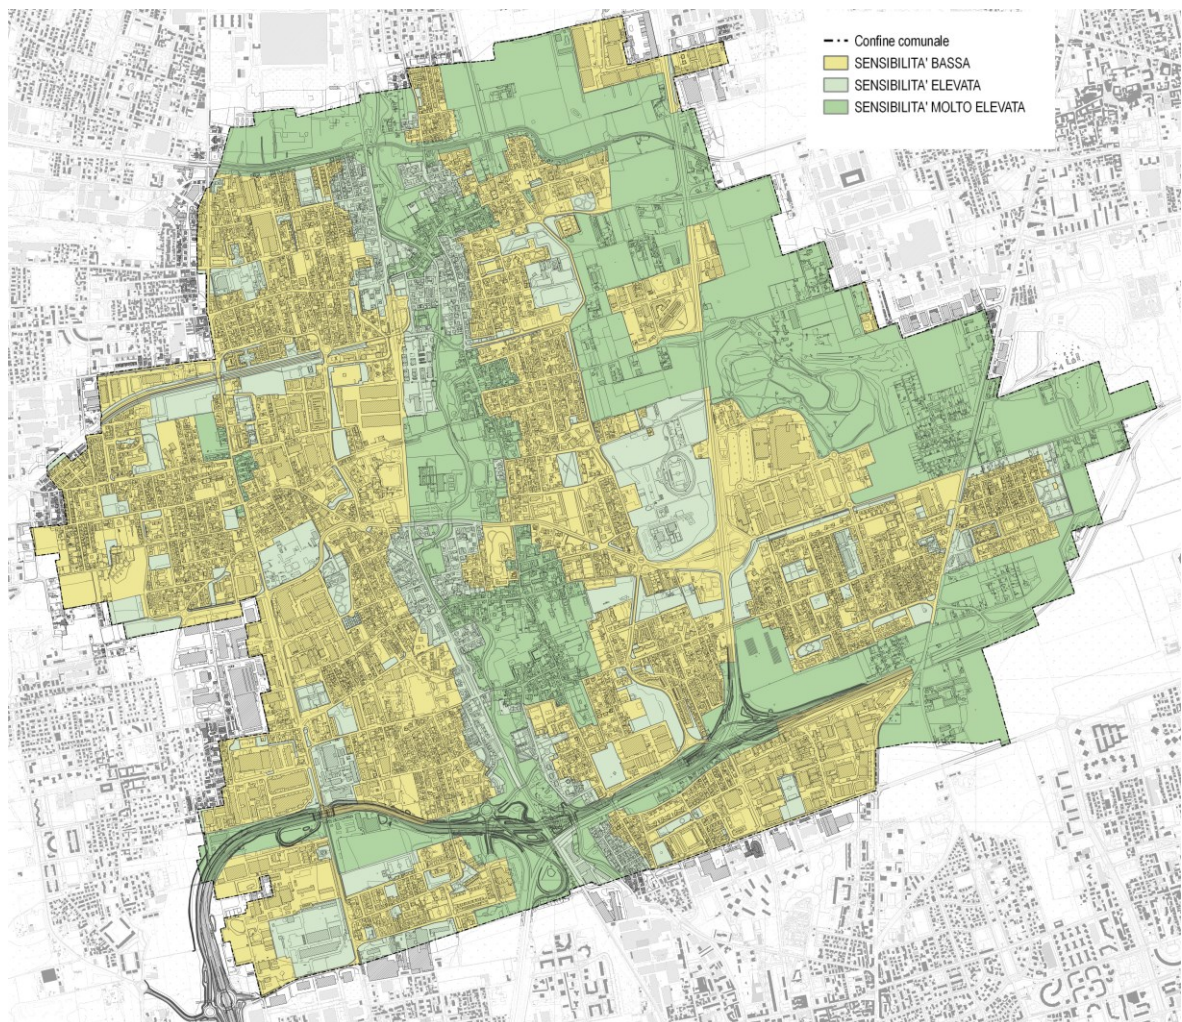 Confine comunale
SENSIBILITA' BASSA
SENSIBILITA' ELEVATA
SENSIBILITA' MOLTO ELEVATA